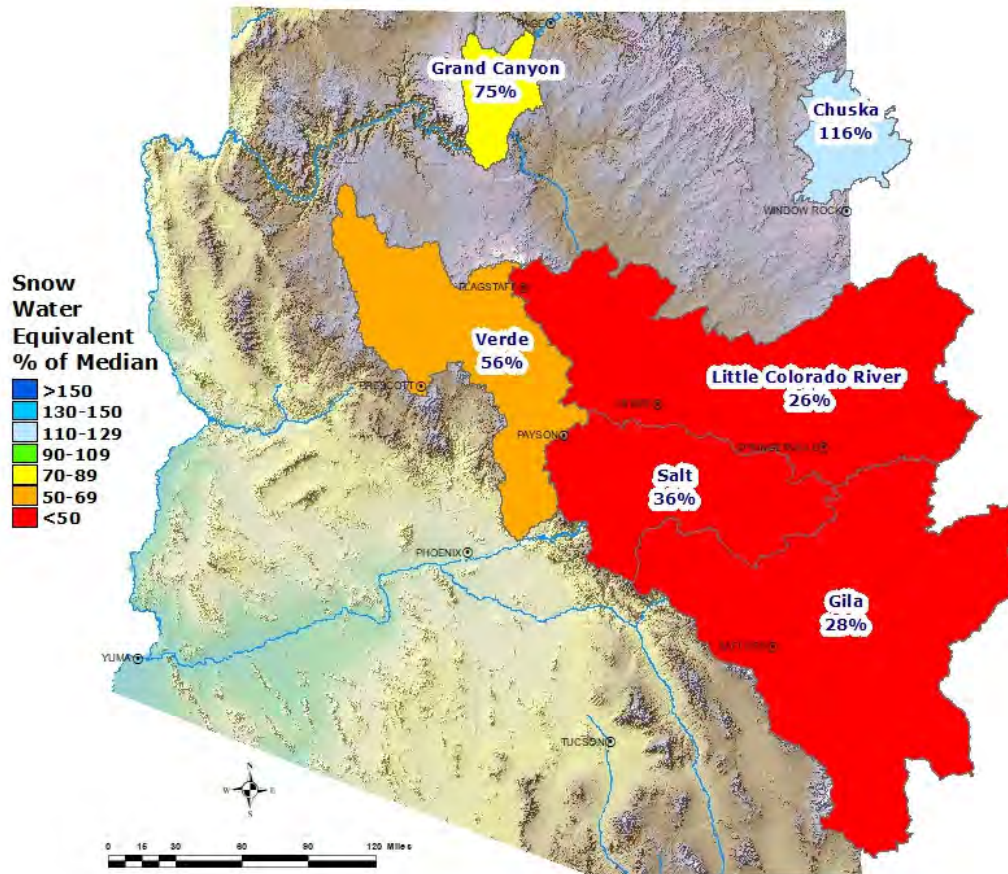 PAGE
Grand Canyon
75%
Chuska
116%
WINDOW ROCK
Snow
Water
Equivalent
% of Median
>150
130-150
110-129
90-109
70-89
50-69
<50
FLAGSTAFF
Verde
56%
Little Colorado River
26%
PRESCOTT
PAYSON
Salt
36%
PHOENIX
Gila
28%
YUMA
TUCSON
N
W
E
S
0 15 30 60 90 120 Miles